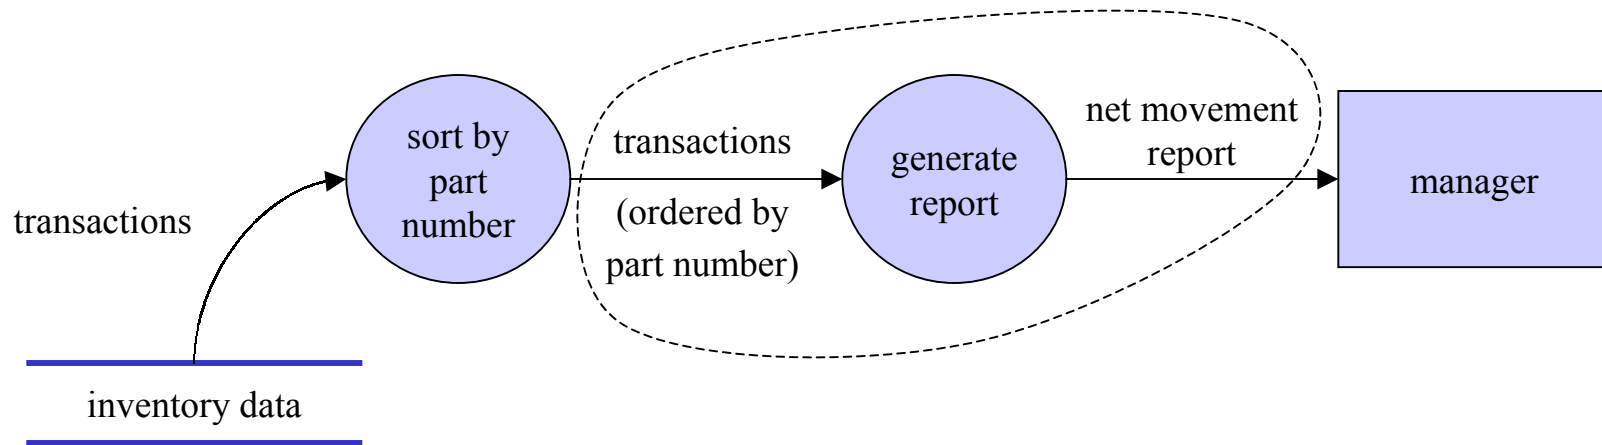 transactions
inventory data
sort by
part
number
transactions
(ordered by
part number)
generate
report
net movement
report
manager